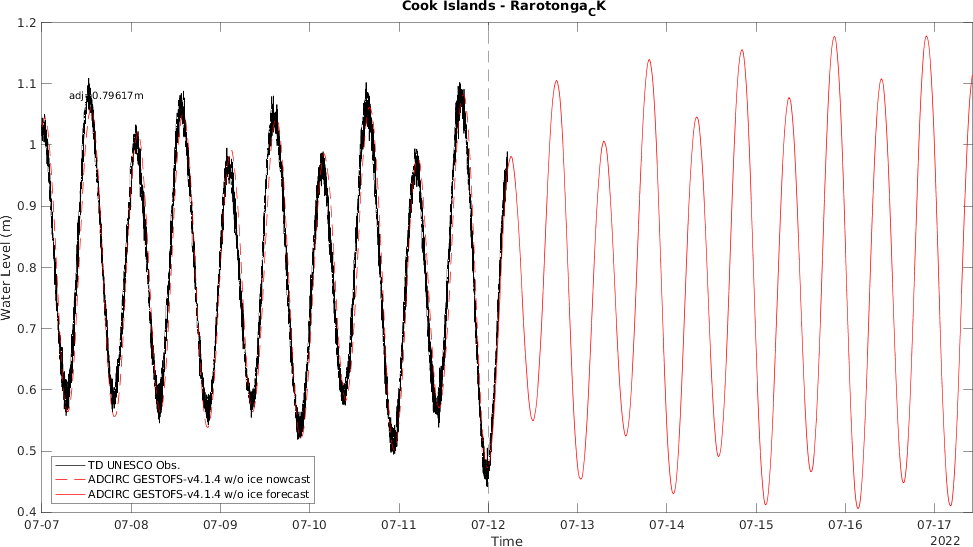 Cook Islands - Rarotonga_CK
1.2
1.1
1
0.9
0.8
0.7
0.6
0.5
0.4
Water Level (m)
adj=0.79617m
TD UNESCO Obs.
ADCIRC GESTOFS-v4.1.4 w/o ice nowcast
ADCIRC GESTOFS-v4.1.4 w/o ice forecast
07-07 07-08 07-09 07-10 07-11 07-12 07-13 07-14 07-15 07-16 07-17
Time
2022